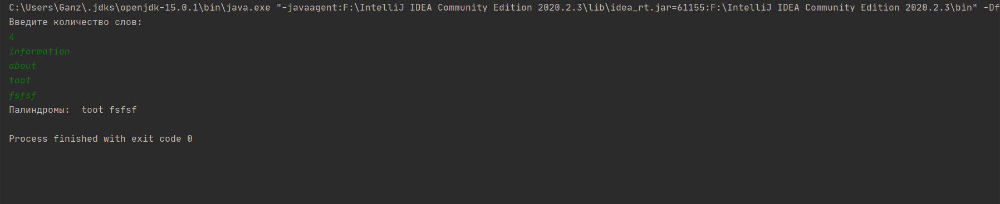 C:\Users\Ganz\.jdks\openjdk-15.0.1\bin\java.exe "-javaagent:F:\IntelliJ IDEA Community Edition 2020.2.3\lib\idea_rt.jar=61155:F:\IntelliJ IDEA Community Edition 2020.2.3\bin" -Df
Введите количество слов:
4
information
about
toot
fsfsf
Палиндромы:  toot fsfsf
Process finished with exit code 0